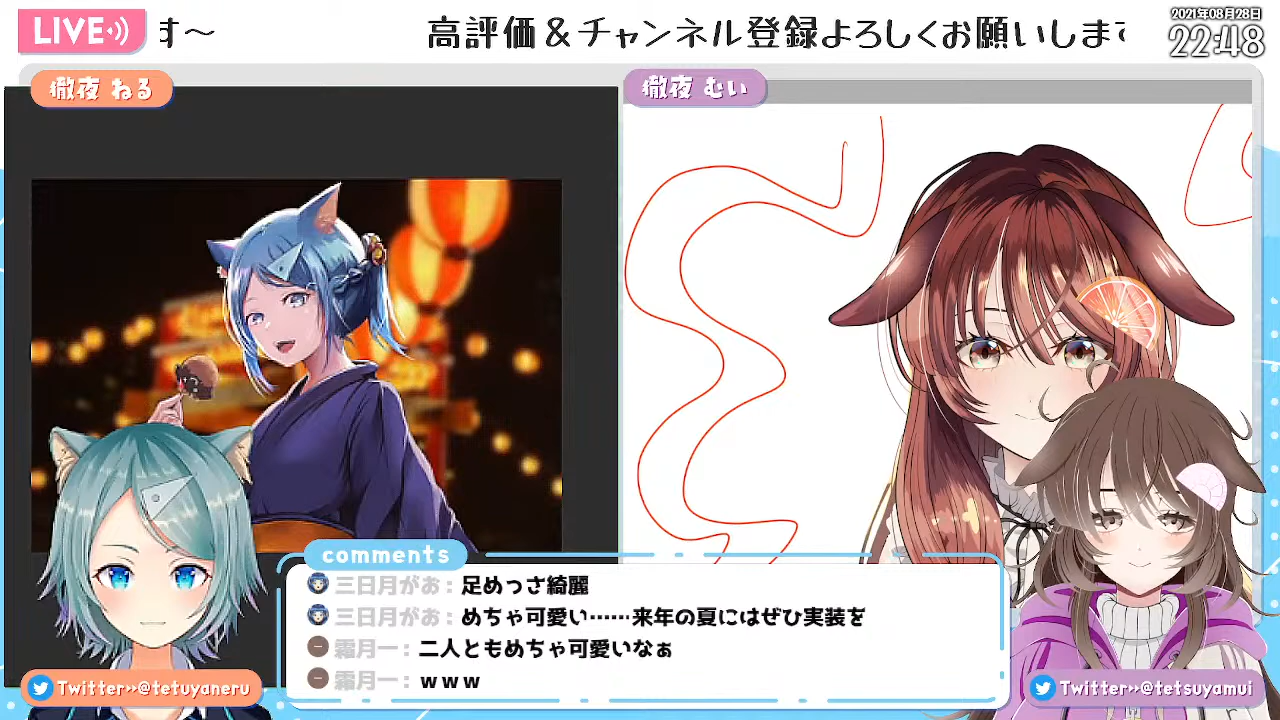 LIVE
す～　高評価＆チャンネル登録よろしくお願いします
2021年08月28日
22:48
徹夜 ねる
徹夜 むい
comments
三日月がお：足めっさ綺麗
三日月がお：めちゃ可愛い……来年の夏にはぜひ実装を
霜月一：二人ともめちゃ可愛いなぁ
霜月一：ｗｗｗ
Twitter»@tetuyaneru
Twitter»@tetsuyamui